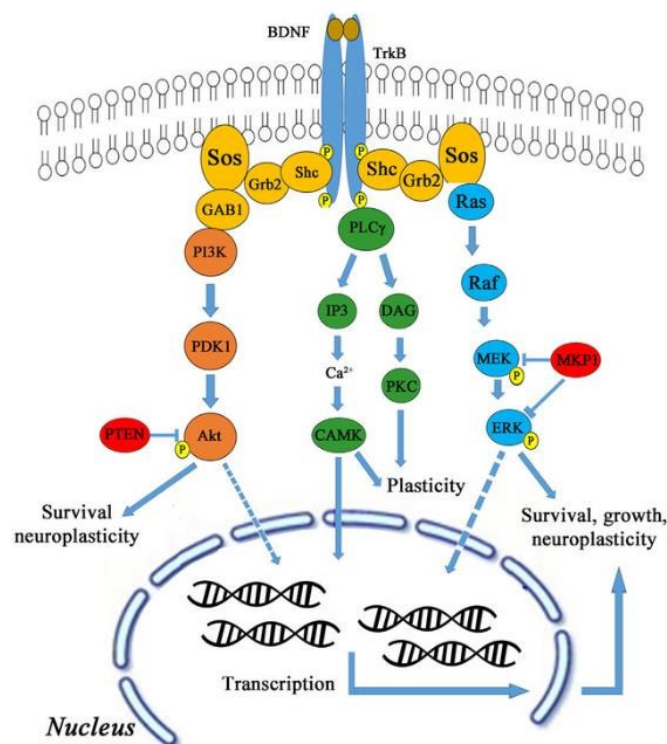 BDNF
TrkB
P
P
P
P
Sos
Grb2
Shc
GAB1
PI3K
PDK1
PTEN
P
Akt
Survival
neuroplasticity
PLCγ
IP3
DAG
Ca²⁺
PKC
CAMK
Plasticity
Shc
Grb2
Sos
Ras
Raf
MEK
P
MKP1
ERK
P
Survival, growth,
neuroplasticity
Transcription
Nucleus